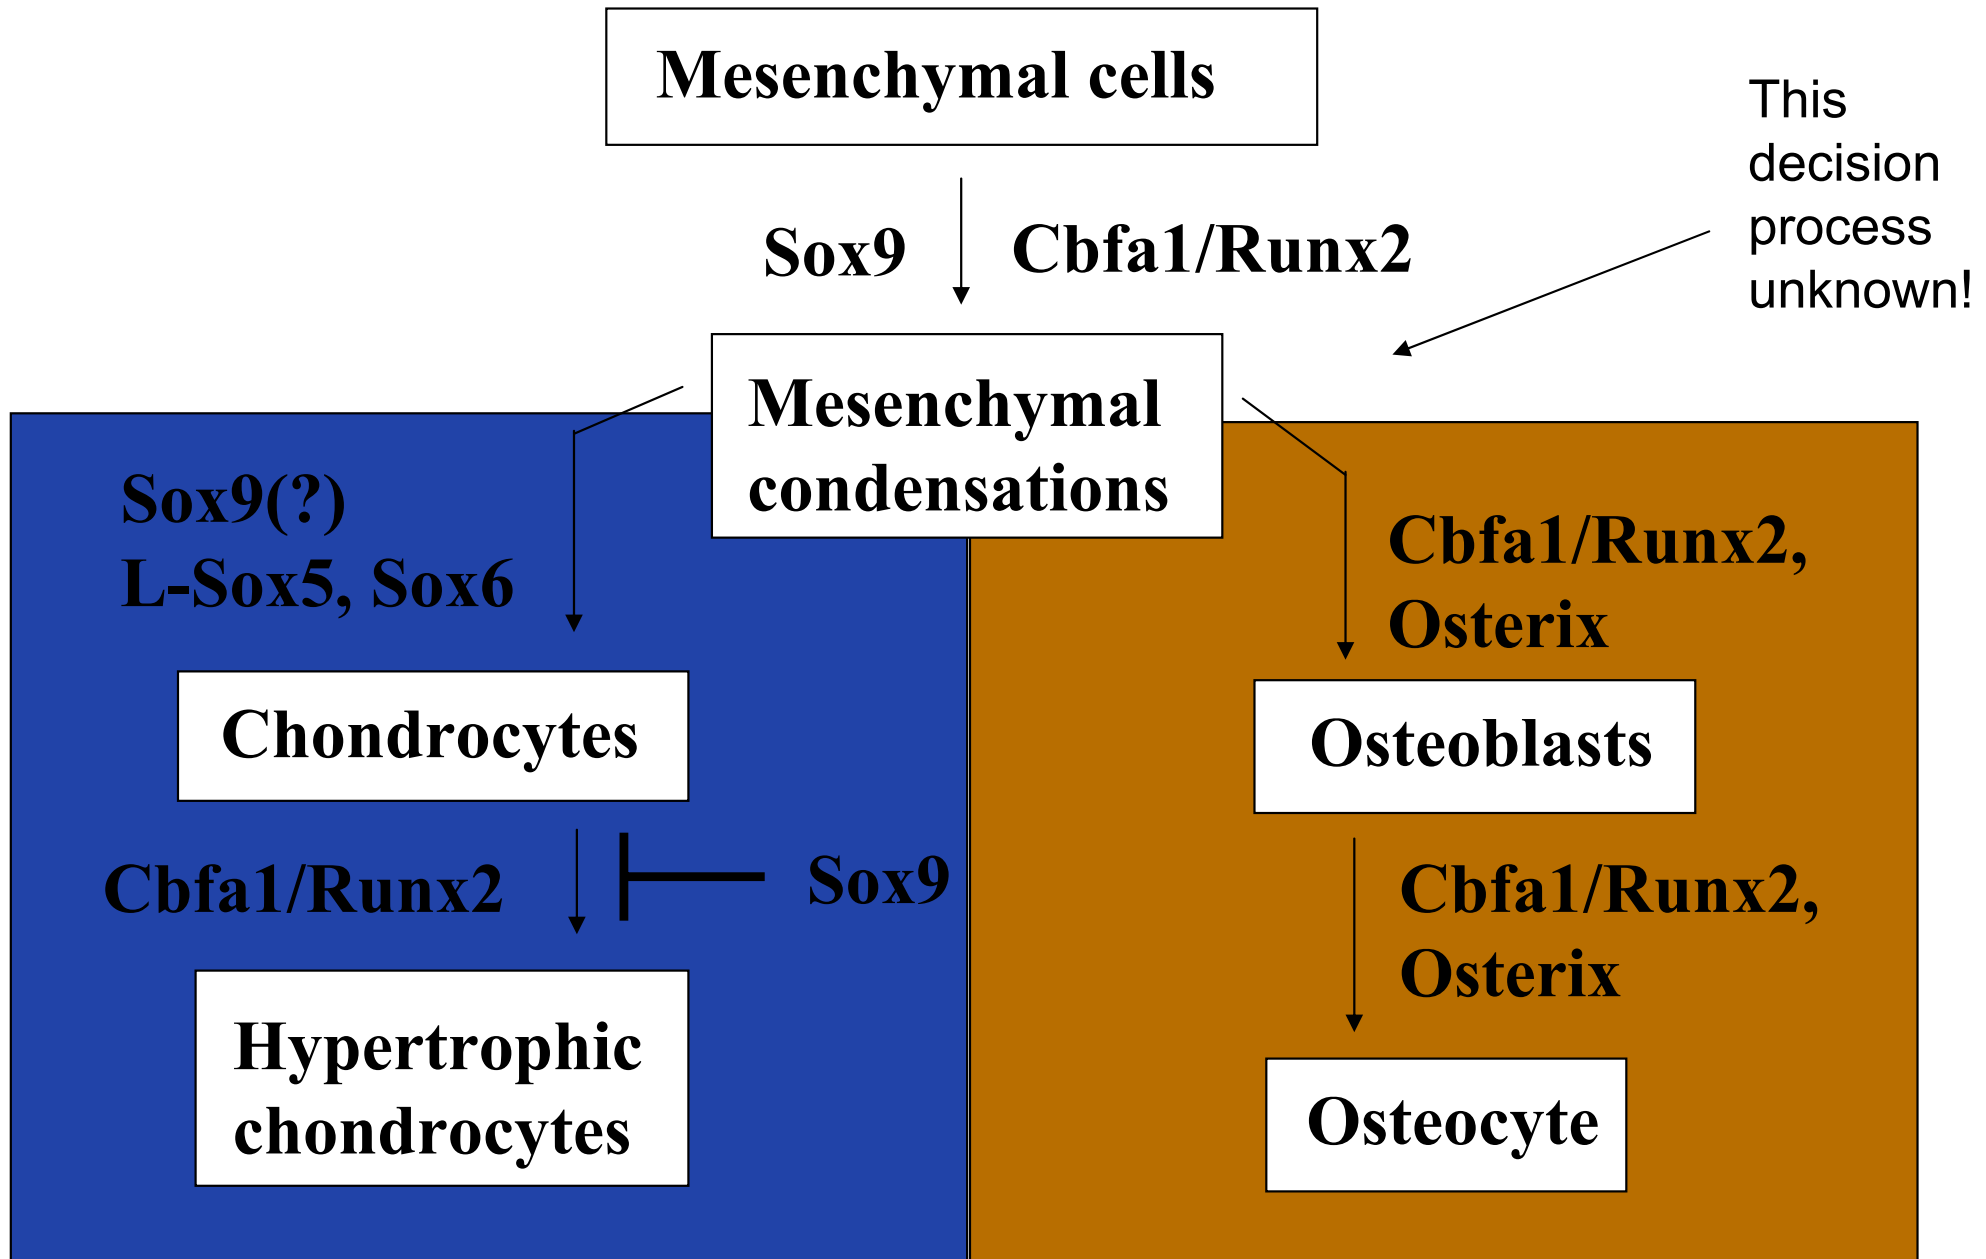 Mesenchymal cells
This
decision
process
unknown!
Sox9
Cbfa1/Runx2
Mesenchymal
condensations
Sox9(?)
L-Sox5, Sox6
Cbfa1/Runx2,
Osterix
Chondrocytes
Osteoblasts
Cbfa1/Runx2
Sox9
Cbfa1/Runx2,
Osterix
Hypertrophic
chondrocytes
Osteocyte